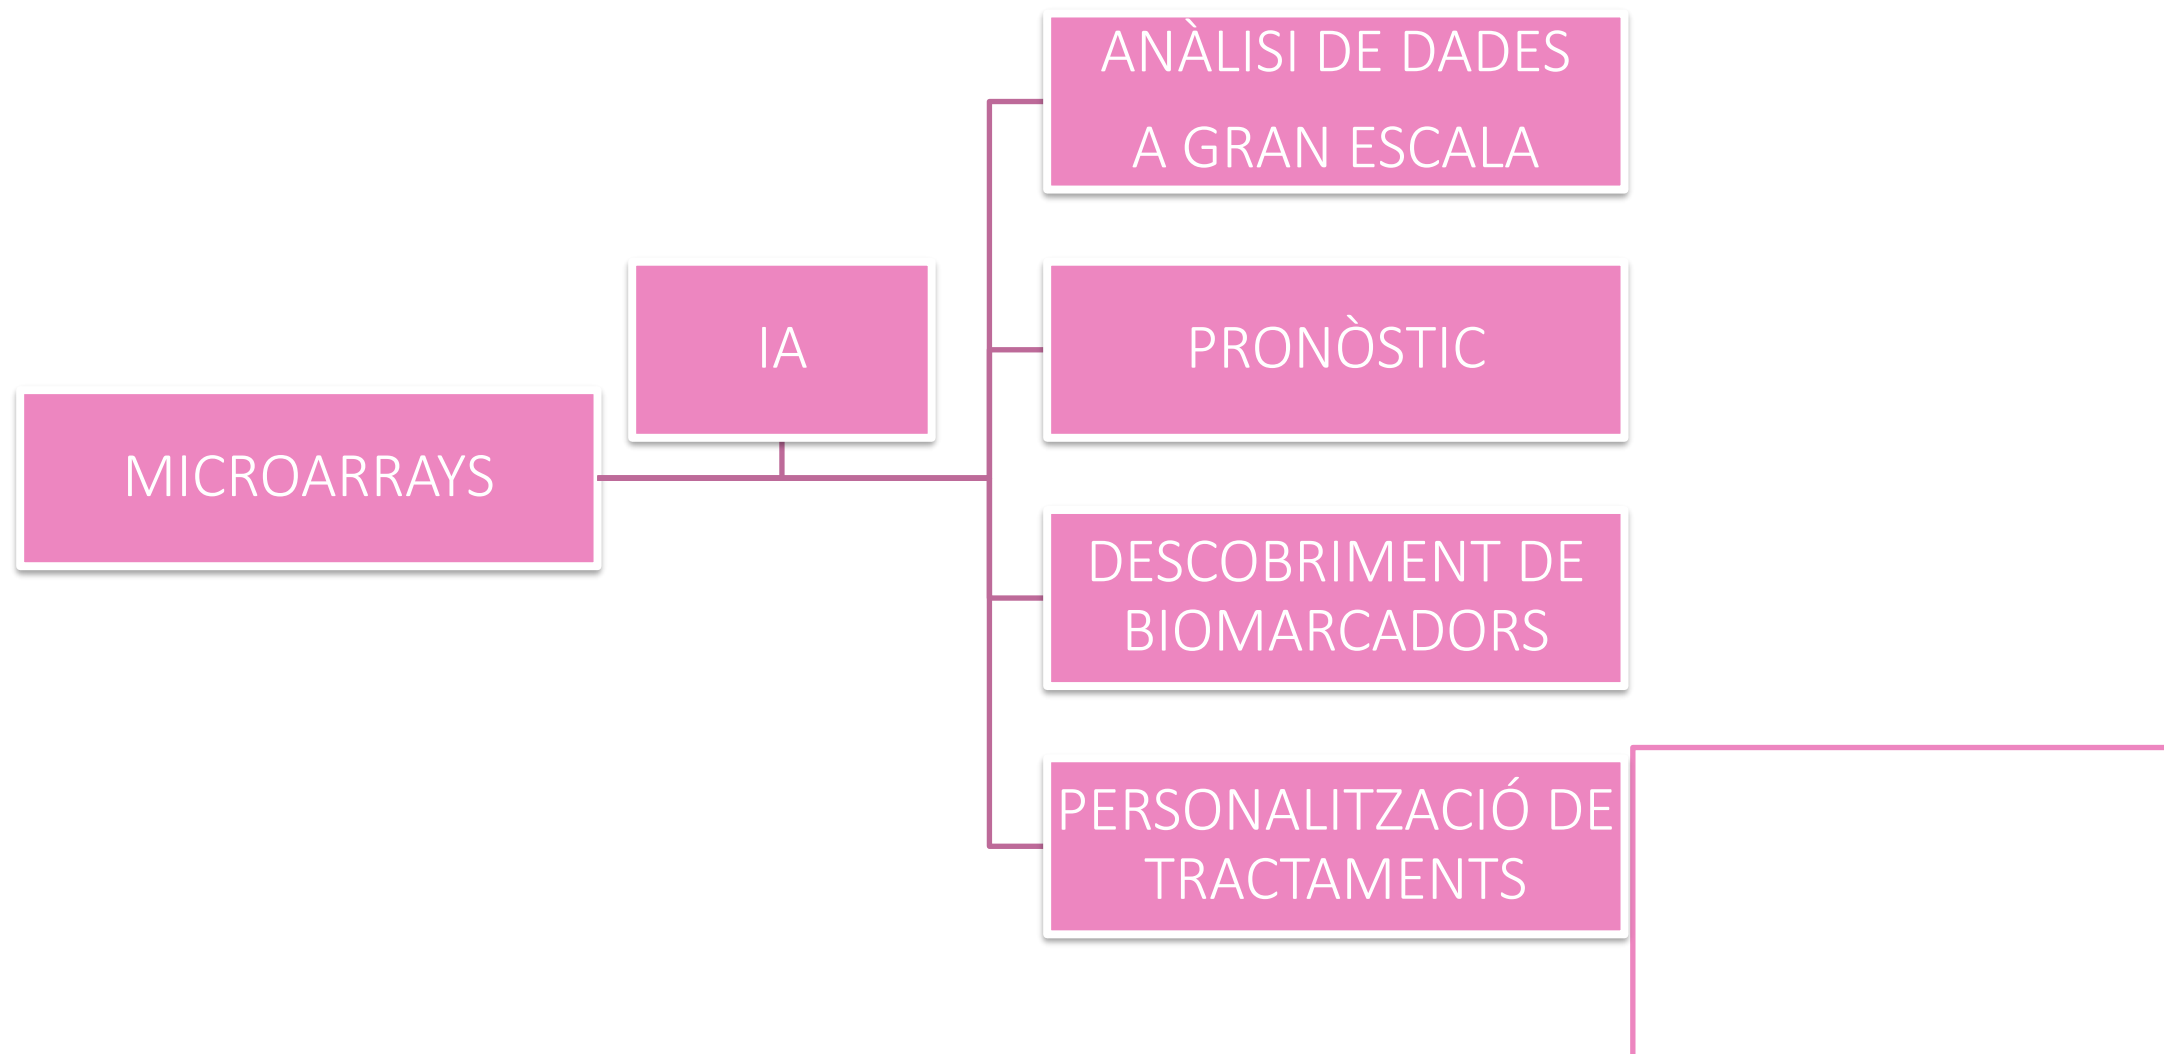 MICROARRAYS
IA
ANÀLISI DE DADES
A GRAN ESCALA
PRONÒSTIC
DESCOBRIMENT DE
BIOMARCADORS
PERSONALITZACIÓ DE
TRACTAMENTS